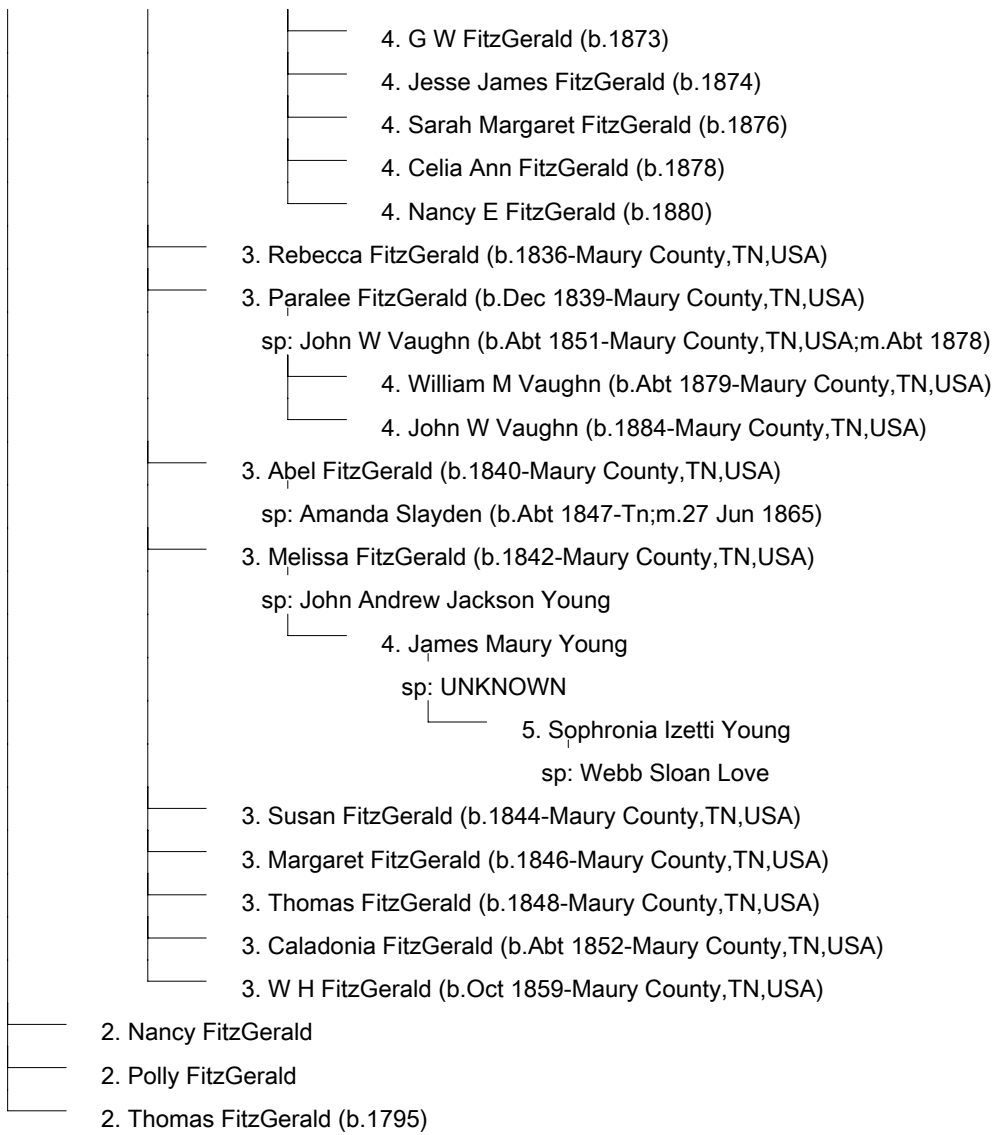 4. G W FitzGerald (b.1873)
4. Jesse James FitzGerald (b.1874)
4. Sarah Margaret FitzGerald (b.1876)
4. Celia Ann FitzGerald (b.1878)
4. Nancy E FitzGerald (b.1880)
3. Rebecca FitzGerald (b.1836-Maury County,TN,USA)
3. Paralee FitzGerald (b.Dec 1839-Maury County,TN,USA)
sp: John W Vaughn (b.Abt 1851-Maury County,TN,USA;m.Abt 1878)
4. William M Vaughn (b.Abt 1879-Maury County,TN,USA)
4. John W Vaughn (b.1884-Maury County,TN,USA)
3. Abel FitzGerald (b.1840-Maury County,TN,USA)
sp: Amanda Slayden (b.Abt 1847-Tn;m.27 Jun 1865)
3. Melissa FitzGerald (b.1842-Maury County,TN,USA)
sp: John Andrew Jackson Young
4. James Maury Young
sp: UNKNOWN
5. Sophronia Izetti Young
sp: Webb Sloan Love
3. Susan FitzGerald (b.1844-Maury County,TN,USA)
3. Margaret FitzGerald (b.1846-Maury County,TN,USA)
3. Thomas FitzGerald (b.1848-Maury County,TN,USA)
3. Caladonia FitzGerald (b.Abt 1852-Maury County,TN,USA)
3. W H FitzGerald (b.Oct 1859-Maury County,TN,USA)
2. Nancy FitzGerald
2. Polly FitzGerald
2. Thomas FitzGerald (b.1795)